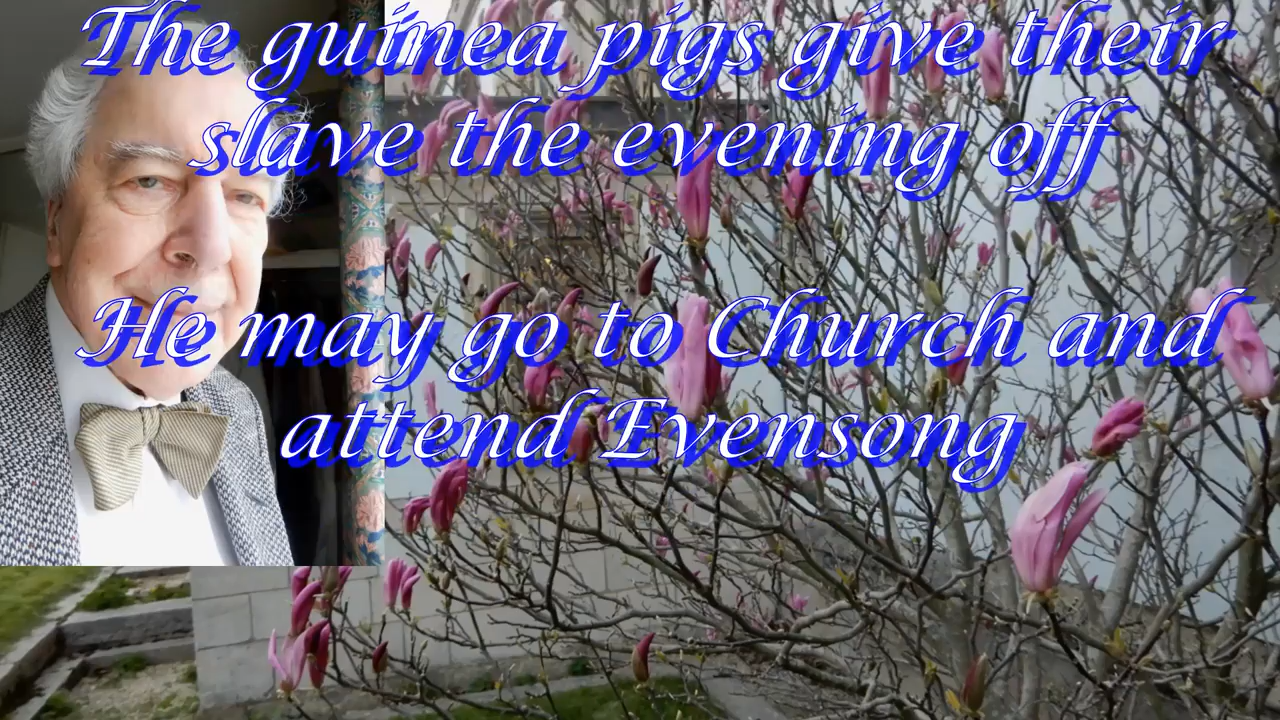 The guinea pigs give their
slave the evening off
He may go to Church and
attend Evensong